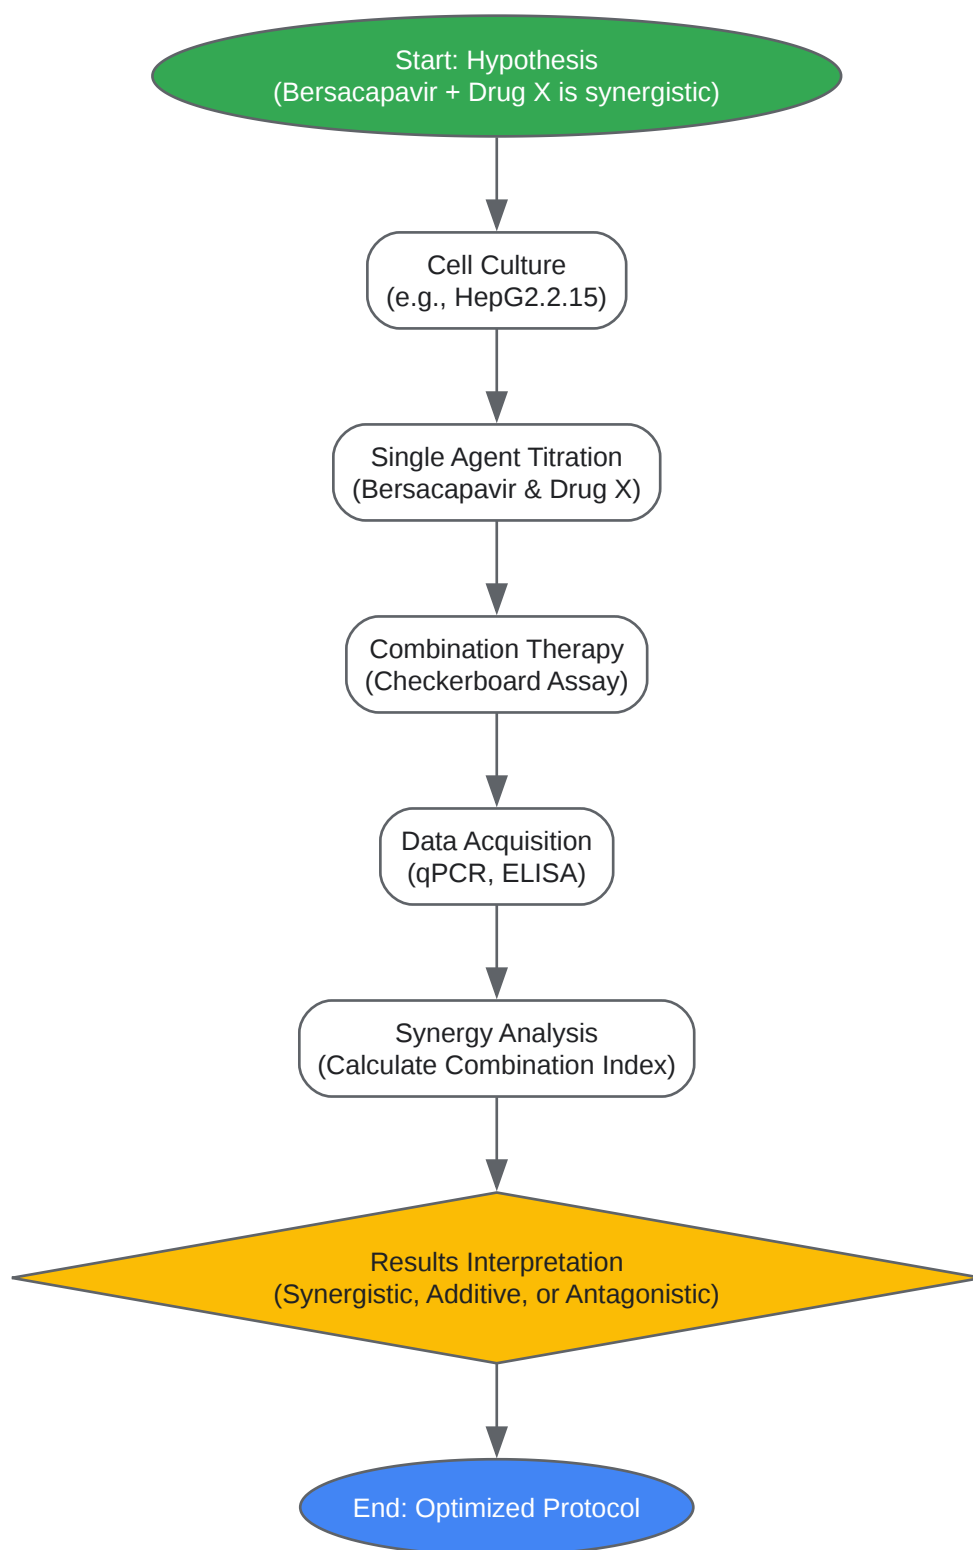 Start: Hypothesis
(Bersacapavir + Drug X is synergistic)
Cell Culture
(e.g., HepG2.2.15)
Single Agent Titration
(Bersacapavir & Drug X)
Combination Therapy
(Checkerboard Assay)
Data Acquisition
(qPCR, ELISA)
Synergy Analysis
(Calculate Combination Index)
Results Interpretation
(Synergistic, Additive, or Antagonistic)
End: Optimized Protocol